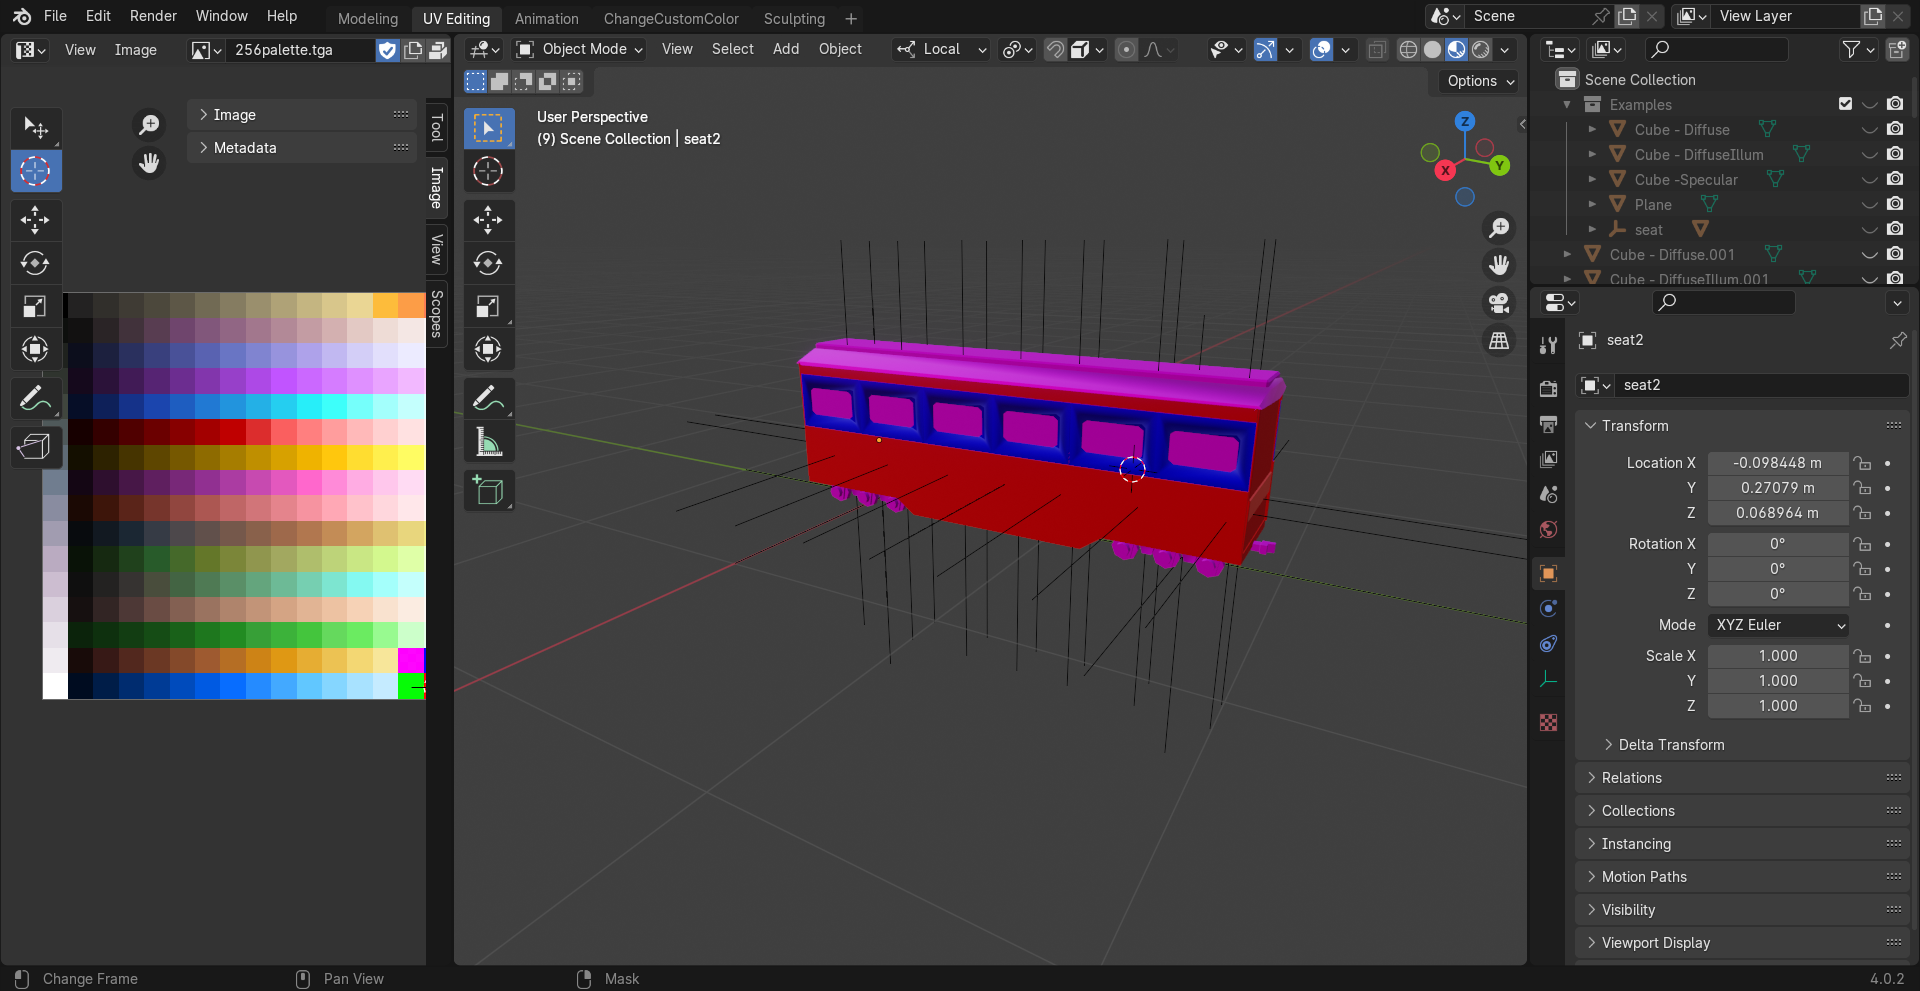 File Edit Render Window Help Modeling UV Editing Animation ChangeCustomColor Sculpting + Scene View Layer
View Image 256palette.tga Object Mode View Select Add Object Local
Options
Image
Metadata
Tool
Image
View
Scopes
User Perspective
(9) Scene Collection | seat2
Z
X
Y
Scene Collection
Examples
Cube - Diffuse
Cube - DiffuseIllum
Cube -Specular
Plane
seat
Cube - Diffuse.001
Cube - DiffuseIllum.001
seat2
seat2
Transform
Location X -0.098448 m
Y 0.27079 m
Z 0.068964 m
Rotation X 0°
Y 0°
Z 0°
Mode XYZ Euler
Scale X 1.000
Y 1.000
Z 1.000
Delta Transform
Relations
Collections
Instancing
Motion Paths
Visibility
Viewport Display
Change Frame Pan View Mask 4.0.2